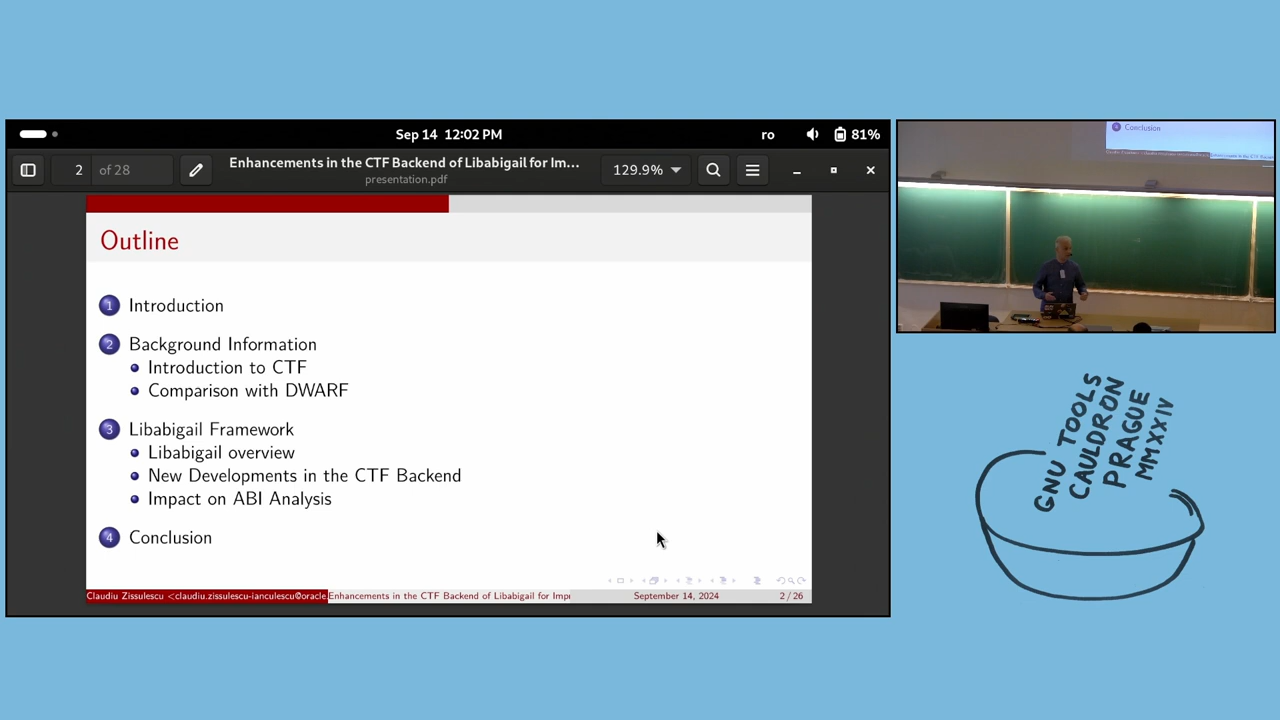 Sep 14 12:02 PM
ro
81%
2 of 28
Enhancements in the CTF Backend of Libabigail for Im...
presentation.pdf
129.9%
Outline
1 Introduction
2 Background Information
Introduction to CTF
Comparison with DWARF
3 Libabigail Framework
Libabigail overview
New Developments in the CTF Backend
Impact on ABI Analysis
4 Conclusion
Claudiu Zissulescu <claudiu.zissulescu-ianculescu@oracle.
Enhancements in the CTF Backend of Libabigail for Imp
September 14, 2024
2 / 26
Conclusion
GNU TOOLS
CAULDRON
PRAGUE
MMXXIV